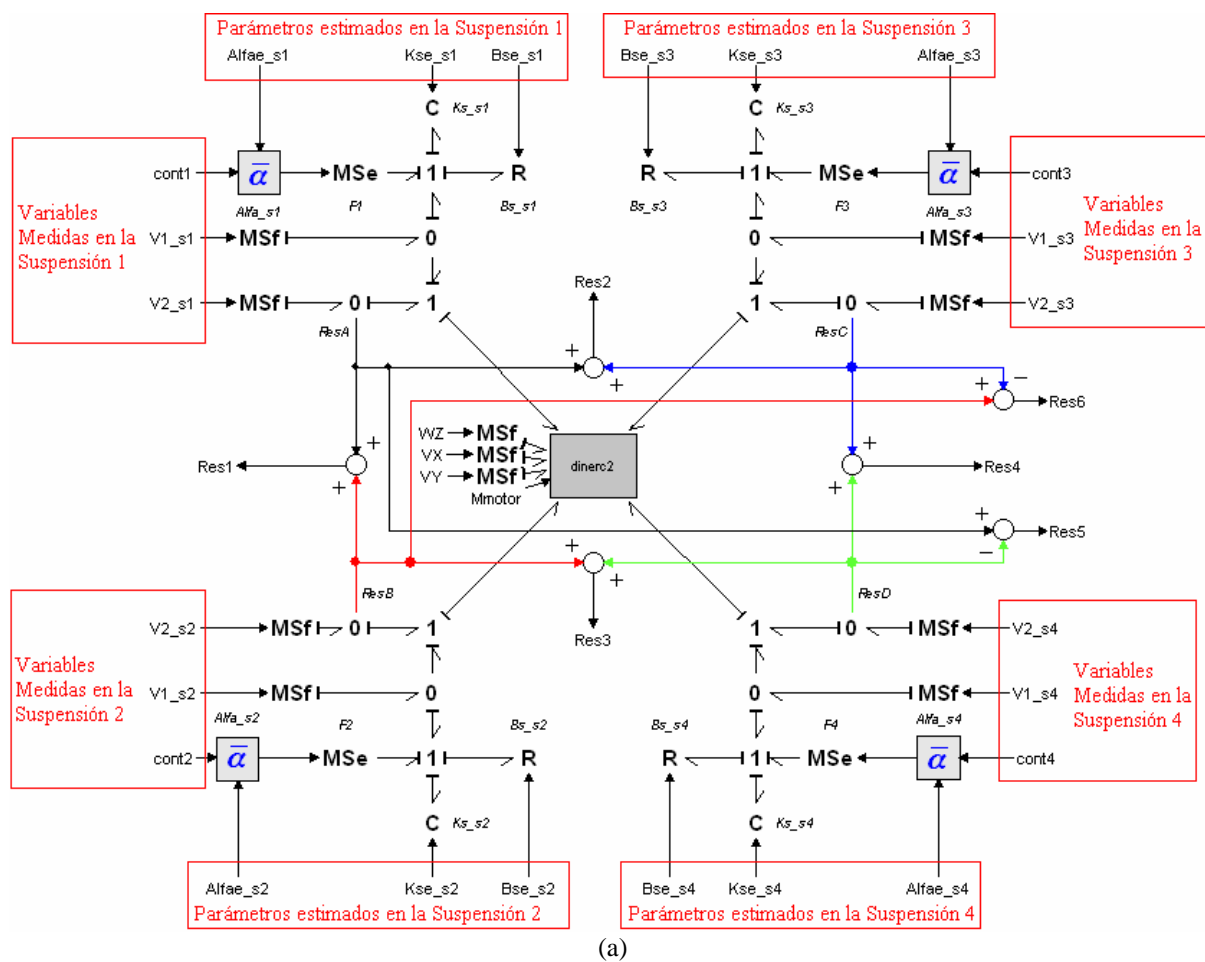 Parámetros estimados en la Suspensión 1
Parámetros estimados en la Suspensión 3
Alfae_s1 Kse_s1 Bse_s1
Bse_s3 Kse_s3 Alfae_s3
C Ks_s1
C Ks_s3
cont1 α MSe 1 R
R 1 MSe α cont3
Alfa_s1 F1 Bs_s1
Bs_s3 F3 Alfa_s3
Variables
Medidas en la
Suspensión 1
Variables
Medidas en la
Suspensión 3
V1_s1 MSf 0
0 MSf V1_s3
V2_s1 MSf 0 1
1 0 MSf V2_s3
ResA
Res2
ResC
+ + + −
+
Res6
+
+
VZ MSf
VX MSf
VY MSf
Mmotor
dinerc2
Res1
+
Res4
+
+
Res5
−
+
+
ResB
Res3
ResD
V2_s2 MSf 0 1
1 0 MSf V2_s4
Variables
Medidas en la
Suspensión 2
Variables
Medidas en la
Suspensión 4
V1_s2 MSf 0
0 MSf V1_s4
Alfa_s2 F2 Bs_s2
Bs_s4 F4 Alfa_s4
cont2 α MSe 1 R
R 1 MSe α cont4
C Ks_s2
C Ks_s4
Alfae_s2 Kse_s2 Bse_s2
Bse_s4 Kse_s4 Alfae_s4
Parámetros estimados en la Suspensión 2
Parámetros estimados en la Suspensión 4
(a)